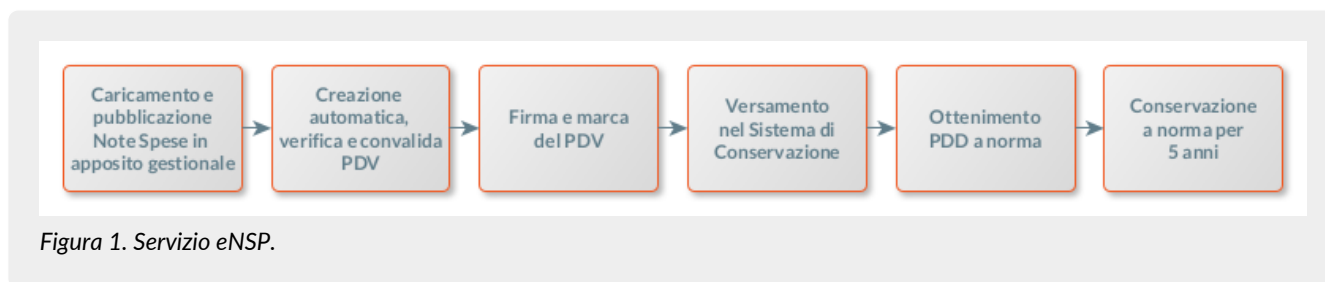 Caricamento e
pubblicazione
Note Spese in
apposito gestionale
Creazione
automatica,
verifica e convalida
PDV
Firma e marca
del PDV
Versamento
nel Sistema di
Conservazione
Ottenimento
PDD a norma
Conservazione
a norma per
5 anni
Figura 1. Servizio eNSP.